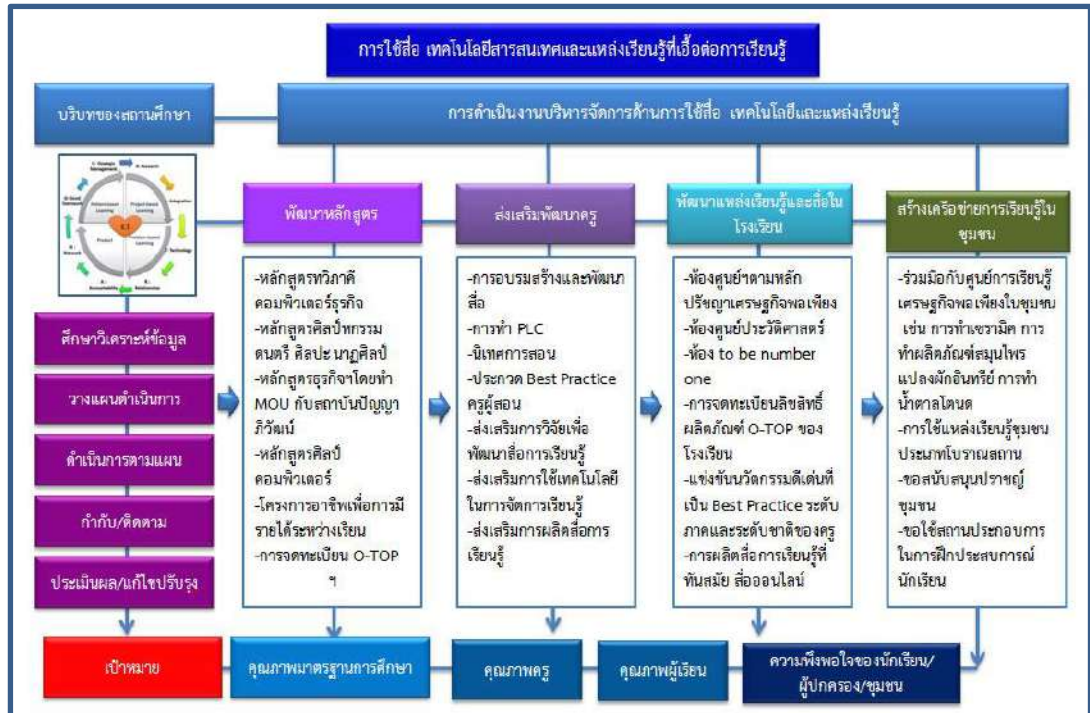 การใช้สื่อ เทคโนโลยีสารสนเทศและแหล่งเรียนรู้ที่เอื้อต่อการเรียนรู้
บริบทของสถานศึกษา
การดำเนินงานบริหารจัดการด้านการใช้สื่อ เทคโนโลยีและแหล่งเรียนรู้
Management
Learning
Project-based
Learning
Learning
Product
Technology
ศึกษาวิเคราะห์ข้อมูล
วางแผนดำเนินการ
ดำเนินการตามแผน
กำกับ/ติดตาม
ประเมินผล/แก้ไขปรับรุง
พัฒนาหลักสูตร
-หลักสูตรทวิภาคี
คอมพิวเตอร์ธุรกิจ
-หลักสูตรศิลป์หกรรม
ดนตรี ศิลปะ นาฏศิลป์
-หลักสูตรธุรกิจฯโดยทำ
MOU กับสถาบันปัญญา
ภิวัฒน์
-หลักสูตรศิลป์
คอมพิวเตอร์
-โครงการอาชีพเพื่อการมี
รายได้ระหว่างเรียน
-การจดทะเบียน O-TOP
ฯ
ส่งเสริมพัฒนาครู
-การอบรมสร้างและพัฒนา
สื่อ
-การทำ PLC
-นิเทศการสอน
-ประกวด Best Practice
ครูผู้สอน
-ส่งเสริมการวิจัยเพื่อ
พัฒนาสื่อการเรียนรู้
-ส่งเสริมการใช้เทคโนโลยี
ในการจัดการเรียนรู้
-ส่งเสริมการผลิตสื่อการ
เรียนรู้
พัฒนาแหล่งเรียนรู้และสื่อใน
โรงเรียน
-ห้องศูนย์ฯตามหลัก
ปรัชญาเศรษฐกิจพอเพียง
-ห้องศูนย์ประวัติศาสตร์
-ห้อง to be number
one
-การจดทะเบียนลิขสิทธิ์
ผลิตภัณฑ์ O-TOP ของ
โรงเรียน
-แข่งขันนวัตกรรมดีเด่นที่
เป็น Best Practice ระดับ
ภาคและระดับชาติของครู
-การผลิตสื่อการเรียนรู้ที่
ทันสมัย สื่อออนไลน์
สร้างเครือข่ายการเรียนรู้ใน
ชุมชน
-ร่วมมือกับศูนย์การเรียนรู้
เศรษฐกิจพอเพียงในชุมชน
เช่น การทำเซรามิค การ
ทำผลิตภัณฑ์สมุนไพร
แปลงผักอินทรีย์ การทำ
น้ำตาลโตนด
-การใช้แหล่งเรียนรู้ชุมชน
ประเภทโบราณสถาน
-ขอสนับสนุนปราชญ์
ชุมชน
-ขอใช้สถานประกอบการ
ในการฝึกประสบการณ์
นักเรียน
เป้าหมาย
คุณภาพมาตรฐานการศึกษา
คุณภาพครู
คุณภาพผู้เรียน
ความพึงพอใจของนักเรียน/
ผู้ปกครอง/ชุมชน